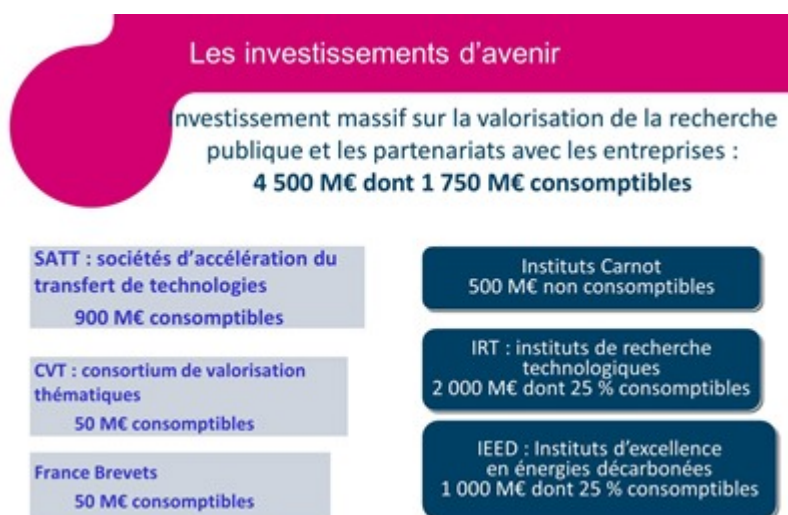 Les investissements d'avenir
Investissement massif sur la valorisation de la recherche
publique et les partenariats avec les entreprises :
4 500 M€ dont 1 750 M€ consomptibles
SATT : sociétés d'accélération du
transfert de technologies
900 M€ consomptibles
CVT : consortium de valorisation
thématiques
50 M€ consomptibles
France Brevets
50 M€ consomptibles
Instituts Carnot
500 M€ non consomptibles
IRT : instituts de recherche
technologiques
2 000 M€ dont 25 % consomptibles
IEED : Instituts d'excellence
en énergies décarbonées
1 000 M€ dont 25 % consomptibles